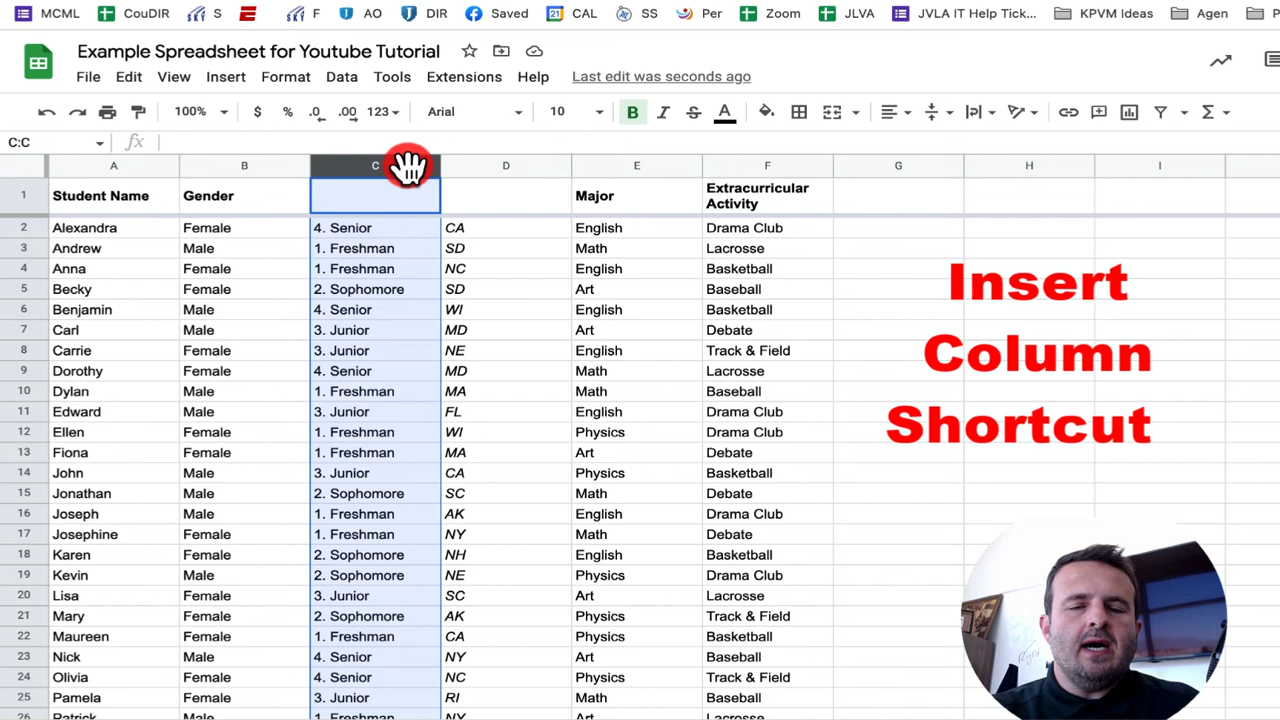 MCML CouDIR S F AO DIR Saved CAL SS Per Zoom JLVA JVLA IT Help Tick... KPVM Ideas Agen
Example Spreadsheet for Youtube Tutorial
File Edit View Insert Format Data Tools Extensions Help Last edit was seconds ago
100% $ % .0 .00 123 Arial 10 B I S A
C:C fx
A B C D E F G H I
1 Student Name Gender Major Extracurricular Activity
2 Alexandra Female 4. Senior CA English Drama Club
3 Andrew Male 1. Freshman SD Math Lacrosse
4 Anna Female 1. Freshman NC English Basketball
5 Becky Female 2. Sophomore SD Art Baseball
6 Benjamin Male 4. Senior WI English Basketball
7 Carl Male 3. Junior MD Art Debate
8 Carrie Female 3. Junior NE English Track & Field
9 Dorothy Female 4. Senior MD Math Lacrosse
10 Dylan Male 1. Freshman MA Math Baseball
11 Edward Male 3. Junior FL English Drama Club
12 Ellen Female 1. Freshman WI Physics Drama Club
13 Fiona Female 1. Freshman MA Art Debate
14 John Male 3. Junior CA Physics Basketball
15 Jonathan Male 2. Sophomore SC Math Debate
16 Joseph Male 1. Freshman AK English Drama Club
17 Josephine Female 1. Freshman NY Math Debate
18 Karen Female 2. Sophomore NH English Basketball
19 Kevin Male 2. Sophomore NE Physics Drama Club
20 Lisa Female 3. Junior SC Art Lacrosse
21 Mary Female 2. Sophomore AK Physics Track & Field
22 Maureen Female 1. Freshman CA Physics Basketball
23 Nick Male 4. Senior NY Art Baseball
24 Olivia Female 4. Senior NC Physics Track & Field
25 Pamela Female 3. Junior RI Math Baseball
26 Patrick Male 1. Freshman NY Art Lacrosse
Insert
Column
Shortcut